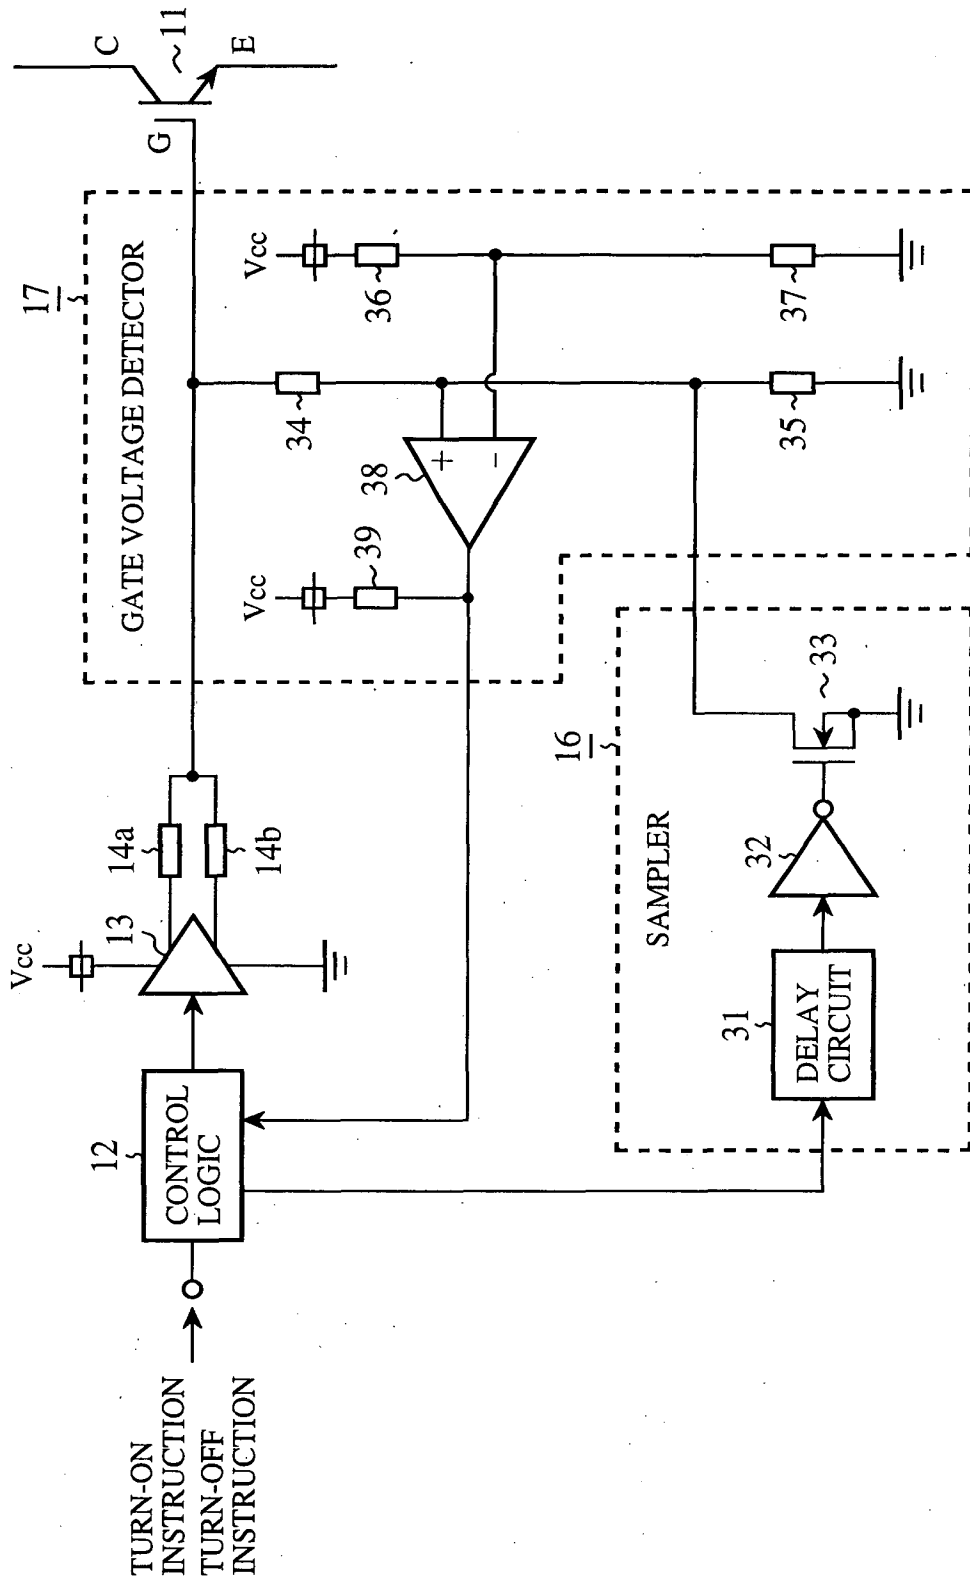 TURN-ON
INSTRUCTION
TURN-OFF
INSTRUCTION
12
CONTROL
LOGIC
Vcc
13
14a
14b
17
GATE VOLTAGE DETECTOR
Vcc
39
38
+
-
34
Vcc
36
35
37
G
C
E
11
16
SAMPLER
31
DELAY
CIRCUIT
32
33